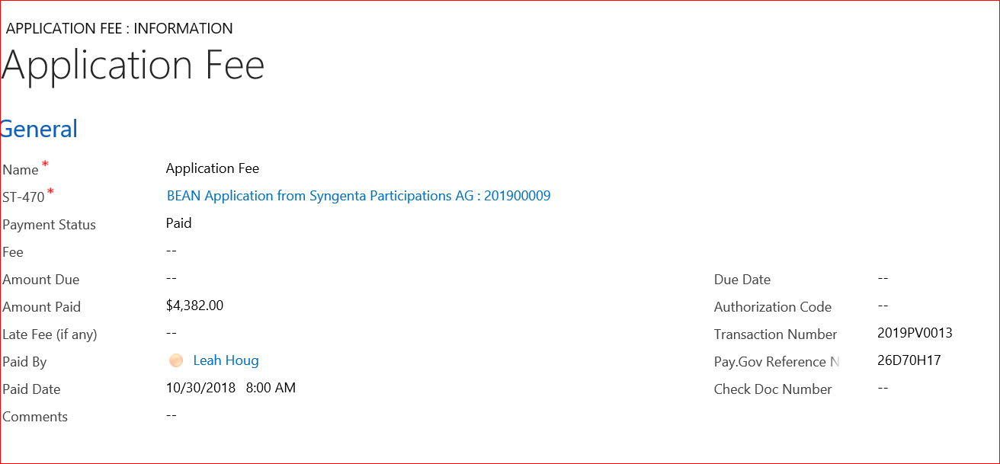 APPLICATION FEE : INFORMATION
Application Fee
General
Name * Application Fee
ST-470 * BEAN Application from Syngenta Participations AG : 201900009
Payment Status Paid
Fee --
Amount Due -- Due Date --
Amount Paid $4,382.00 Authorization Code --
Late Fee (if any) -- Transaction Number 2019PV0013
Paid By Leah Houg Pay.Gov Reference N 26D70H17
Paid Date 10/30/2018 8:00 AM Check Doc Number --
Comments --